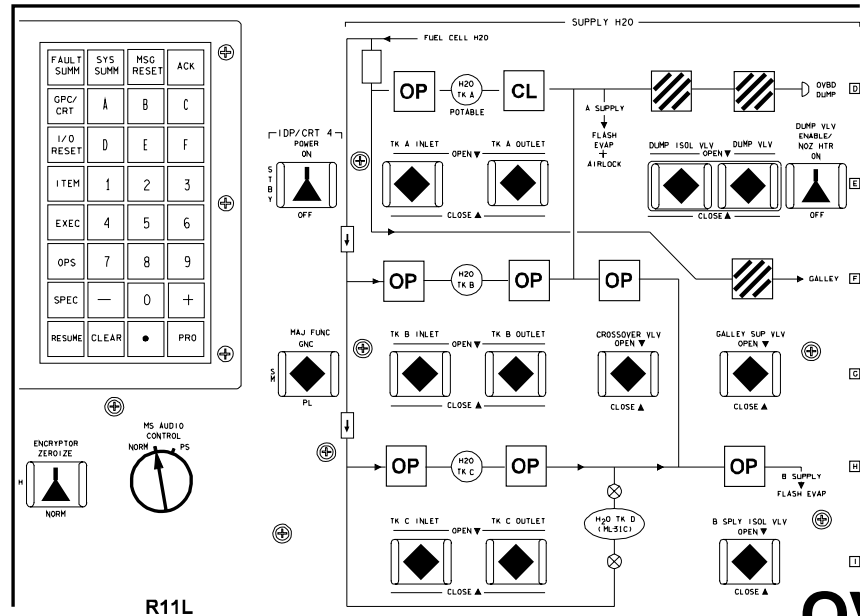 SUPPLY H2O
FUEL CELL H2O
FAULT SUMM
SYS SUMM
MSG RESET
ACK
GPC/ CRT
A
B
C
I/O RESET
D
E
F
ITEM
1
2
3
EXEC
4
5
6
OPS
7
8
9
SPEC
—
0
+
RESUME
CLEAR
●
PRO
OP
H2O TK A
POTABLE
CL
A SUPPLY
FLASH EVAP
+
AIRLOCK
OVBD DUMP
D
IDP/CRT 4
POWER
ON
STBY
OFF
TK A INLET
TK A OUTLET
OPEN ▼
CLOSE ▲
DUMP ISOL VLV
DUMP VLV
OPEN ▼
CLOSE ▲
DUMP VLV
ENABLE/
NOZ HTR
ON
OFF
E
OP
H2O TK B
OP
OP
GALLEY
F
MAJ FUNC
GNC
SM
PL
TK B INLET
TK B OUTLET
OPEN ▼
CLOSE ▲
CROSSOVER VLV
OPEN ▼
CLOSE ▲
GALLEY SUP VLV
OPEN ▼
CLOSE ▲
G
ENCRYPTOR
ZEROIZE
H
NORM
MS AUDIO
CONTROL
NORM
PS
OP
H2O TK C
OP
OP
B SUPPLY
FLASH EVAP
H
TK C INLET
TK C OUTLET
OPEN ▼
CLOSE ▲
H2O TK D
(ML31C)
B SPLY ISOL VLV
OPEN ▼
CLOSE ▲
I
R11L